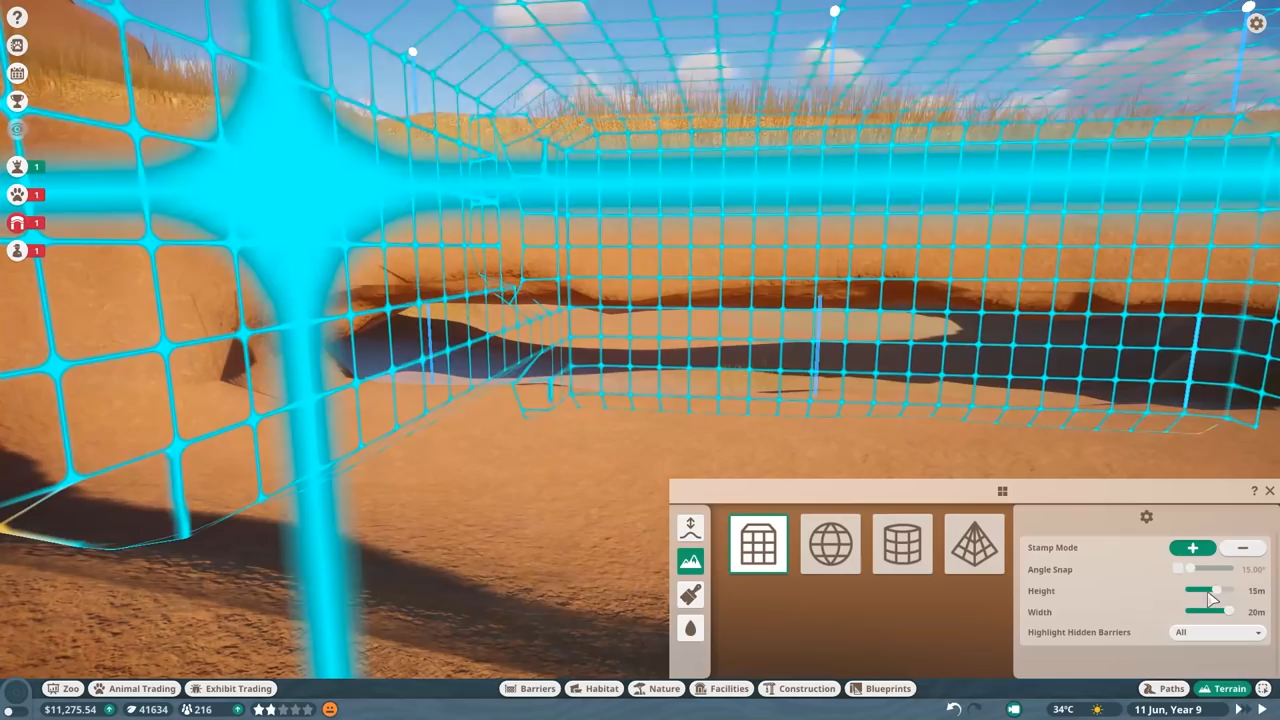 ?
1
1
1
1
?
Stamp Mode
Angle Snap 15.00°
Height 15m
Width 20m
Highlight Hidden Barriers All
Zoo Animal Trading Exhibit Trading Barriers Habitat Nature Facilities Construction Blueprints Paths Terrain
$11,275.54 41634 216 34°C 11 Jun, Year 9